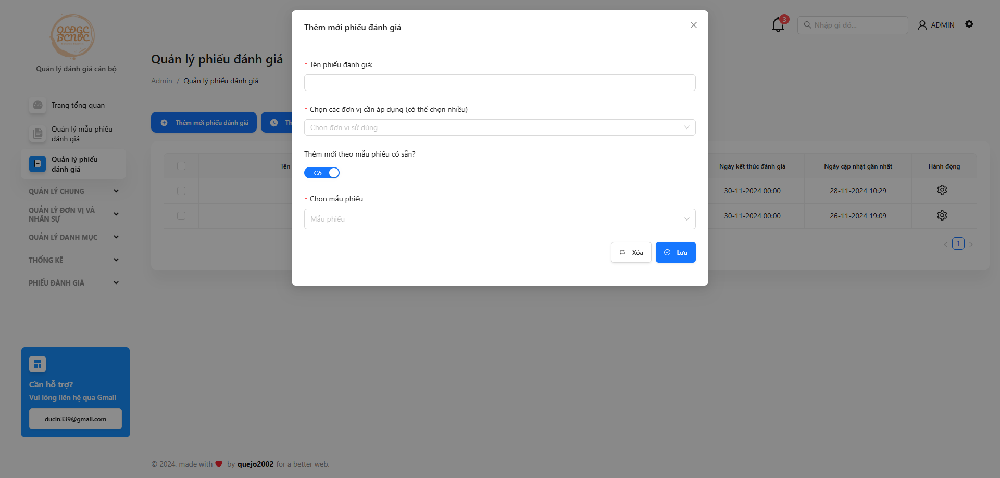 QLĐGC
BCNVC
Quản lý đánh giá cán bộ
Trang tổng quan
Quản lý mẫu phiếu
đánh giá
Quản lý phiếu
đánh giá
QUẢN LÝ CHUNG
QUẢN LÝ ĐƠN VỊ VÀ
NHÂN SỰ
QUẢN LÝ DANH MỤC
THỐNG KÊ
PHIẾU ĐÁNH GIÁ
Cần hỗ trợ?
Vui lòng liên hệ qua Gmail
ducln339@gmail.com
3
Nhập gì đó...
ADMIN
Quản lý phiếu đánh giá
Admin / Quản lý phiếu đánh giá
Thêm mới phiếu đánh giá
Th
Tên
Ngày kết thúc đánh giá
Ngày cập nhật gần nhất
Hành động
30-11-2024 00:00
28-11-2024 10:29
30-11-2024 00:00
26-11-2024 19:09
1
Thêm mới phiếu đánh giá
* Tên phiếu đánh giá:
* Chọn các đơn vị cần áp dụng (có thể chọn nhiều)
Chọn đơn vị sử dùng
Thêm mới theo mẫu phiếu có sẵn?
Có
* Chọn mẫu phiếu
Mẫu phiếu
Xóa
Lưu
© 2024, made with by quejo2002 for a better web.